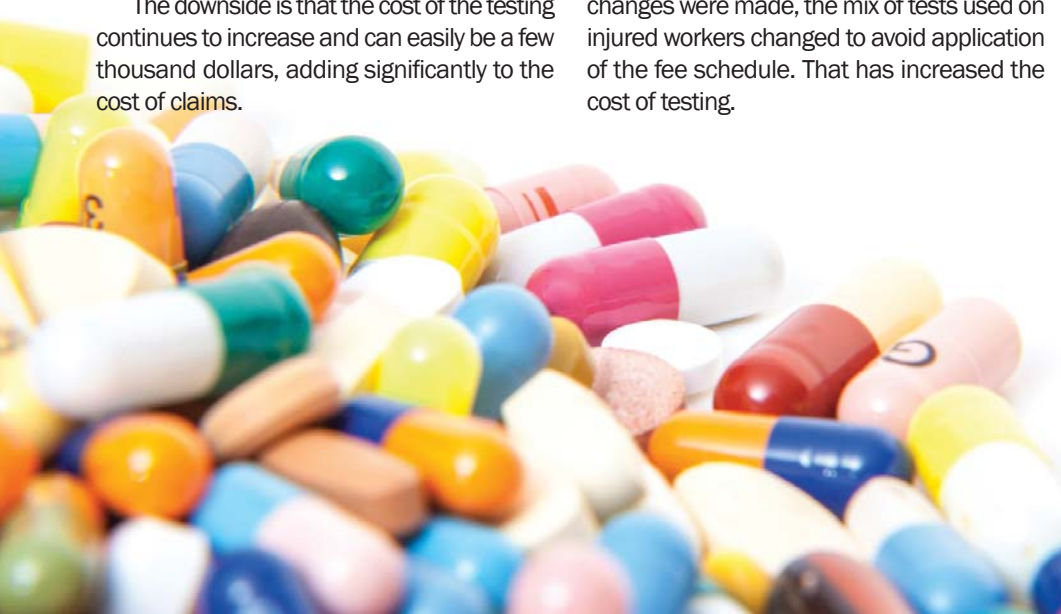 The downside is that the cost of the testing
continues to increase and can easily be a few
thousand dollars, adding significantly to the
cost of claims.
changes were made, the mix of tests used on
injured workers changed to avoid application
of the fee schedule. That has increased the
cost of testing.